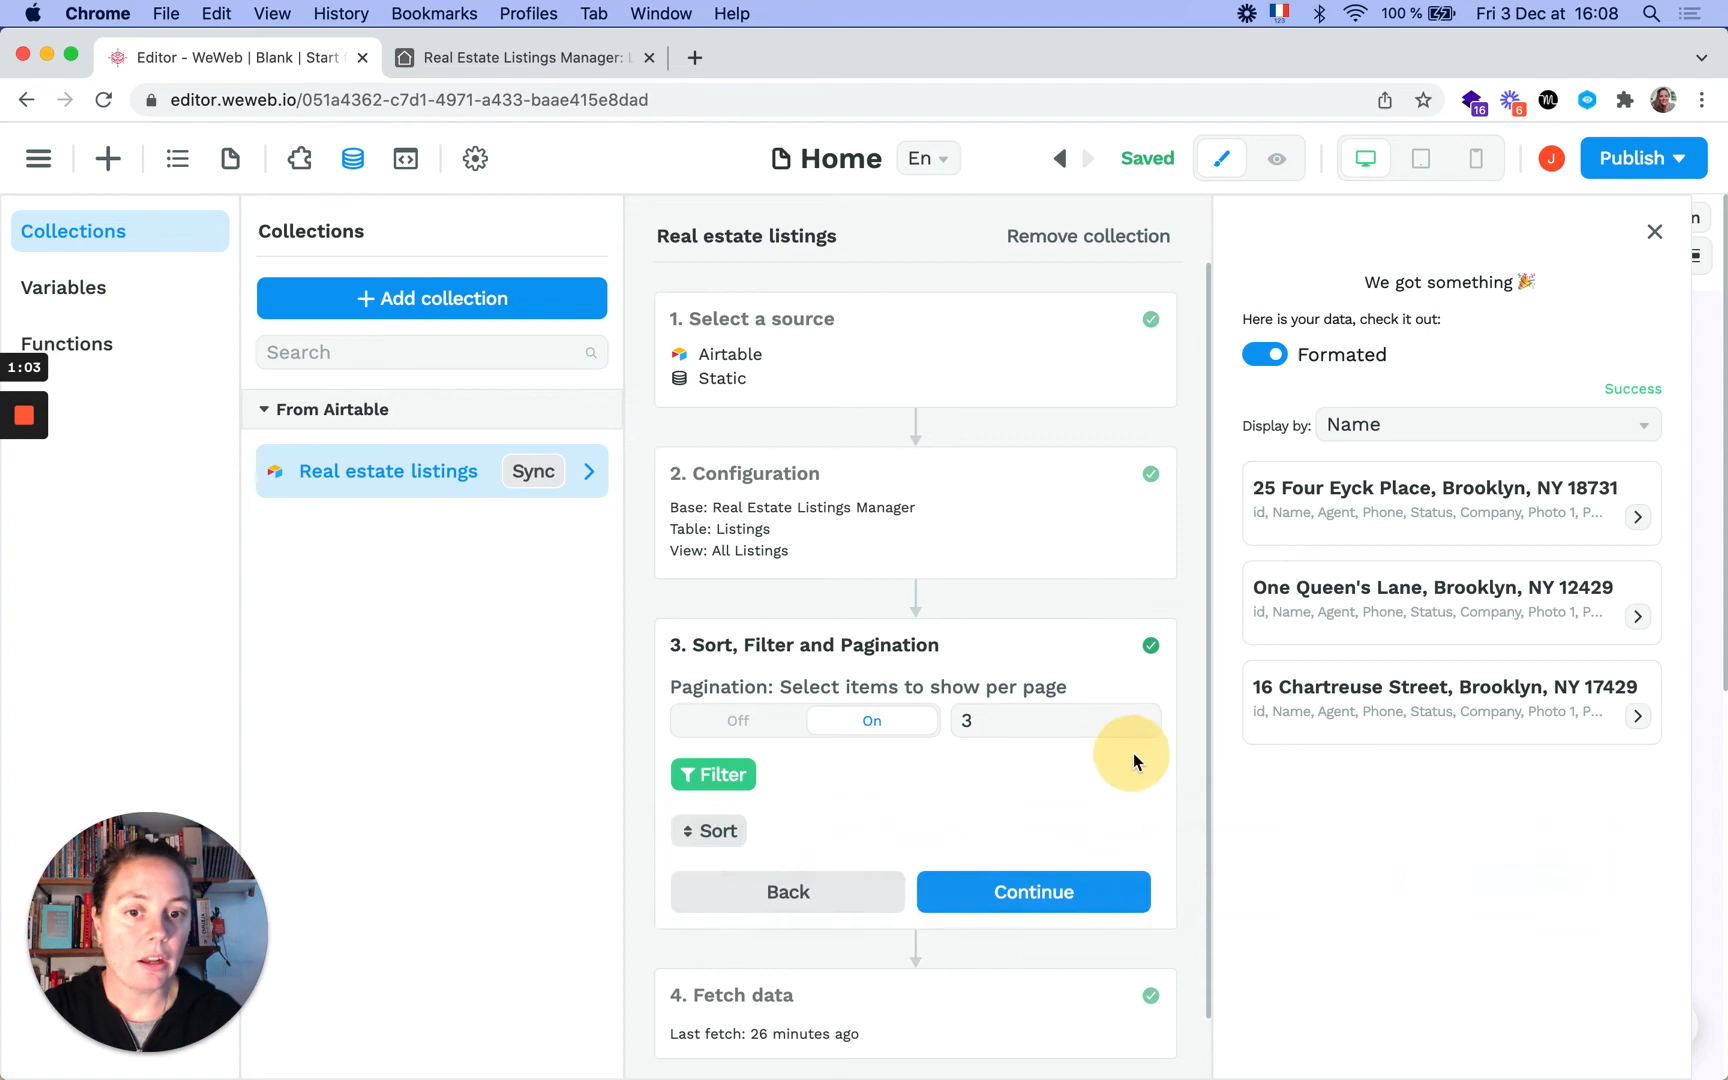 Chrome File Edit View History Bookmarks Profiles Tab Window Help
123
100 %
Fri 3 Dec at 16:08
Editor - WeWeb | Blank | Start f
Real Estate Listings Manager: L
editor.weweb.io/051a4362-c7d1-4971-a433-baae415e8dad
16
6
Home
En
Saved
J
Publish
Collections
Variables
Functions
1:03
Collections
+ Add collection
Search
From Airtable
Real estate listings
Sync
Real estate listings
Remove collection
1. Select a source
Airtable
Static
2. Configuration
Base: Real Estate Listings Manager
Table: Listings
View: All Listings
3. Sort, Filter and Pagination
Pagination: Select items to show per page
Off
On
3
Filter
Sort
Back
Continue
4. Fetch data
Last fetch: 26 minutes ago
n
We got something 🎉
Here is your data, check it out:
Formated
Success
Display by:
Name
25 Four Eyck Place, Brooklyn, NY 18731
id, Name, Agent, Phone, Status, Company, Photo 1, P...
One Queen's Lane, Brooklyn, NY 12429
id, Name, Agent, Phone, Status, Company, Photo 1, P...
16 Chartreuse Street, Brooklyn, NY 17429
id, Name, Agent, Phone, Status, Company, Photo 1, P...